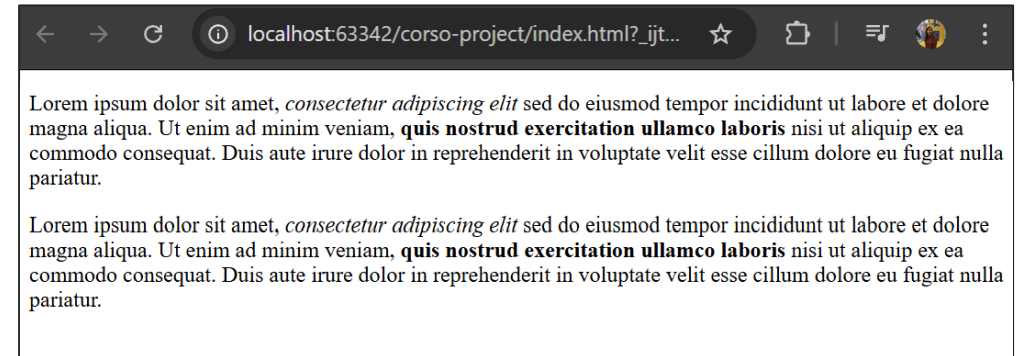 localhost:63342/corso-project/index.html?_ijt...
Lorem ipsum dolor sit amet, consectetur adipiscing elit sed do eiusmod tempor incididunt ut labore et dolore
magna aliqua. Ut enim ad minim veniam, quis nostrud exercitation ullamco laboris nisi ut aliquip ex ea
commodo consequat. Duis aute irure dolor in reprehenderit in voluptate velit esse cillum dolore eu fugiat nulla
pariatur.
Lorem ipsum dolor sit amet, consectetur adipiscing elit sed do eiusmod tempor incididunt ut labore et dolore
magna aliqua. Ut enim ad minim veniam, quis nostrud exercitation ullamco laboris nisi ut aliquip ex ea
commodo consequat. Duis aute irure dolor in reprehenderit in voluptate velit esse cillum dolore eu fugiat nulla
pariatur.